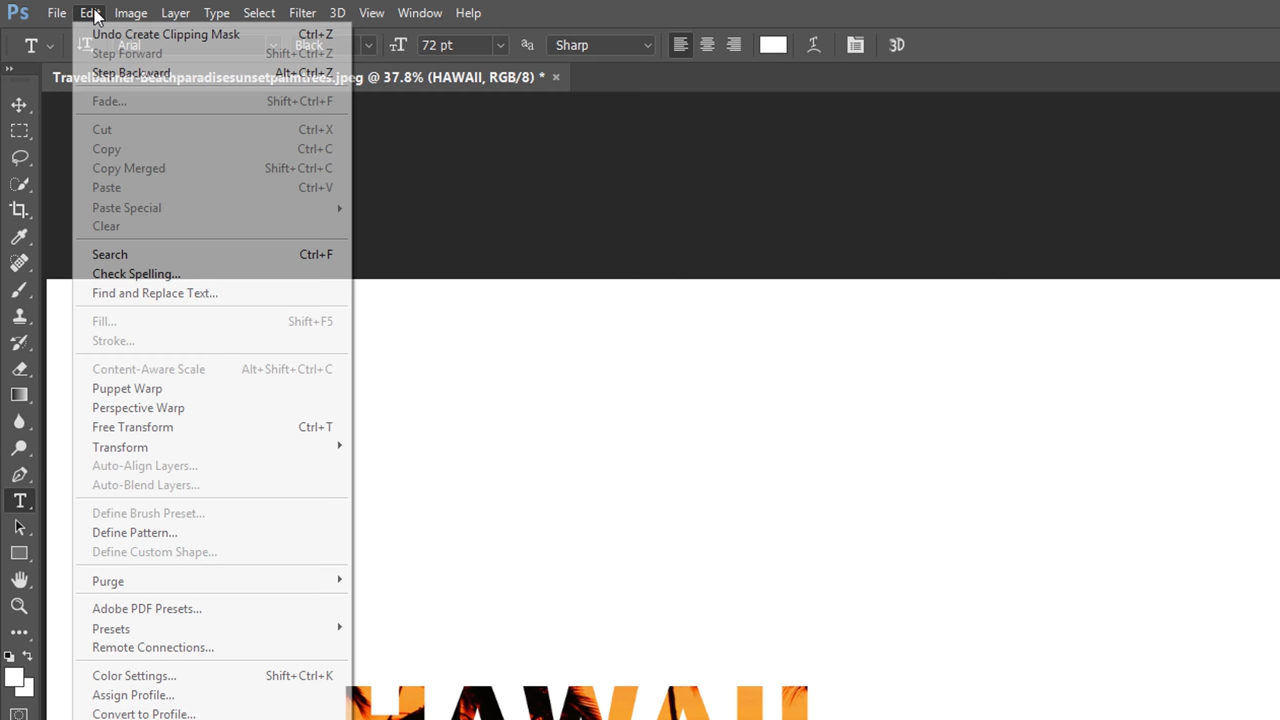 Ps File Edit Image Layer Type Select Filter 3D View Window Help
T Arial Black 72 pt Sharp 3D
@ 37.8% (HAWAII, RGB/8) * ×
Undo Create Clipping Mask Ctrl+Z
Step Forward Shift+Ctrl+Z
Step Backward Alt+Ctrl+Z
Fade... Shift+Ctrl+F
Cut Ctrl+X
Copy Ctrl+C
Copy Merged Shift+Ctrl+C
Paste Ctrl+V
Paste Special
Clear
Search Ctrl+F
Check Spelling...
Find and Replace Text...
Fill... Shift+F5
Stroke...
Content-Aware Scale Alt+Shift+Ctrl+C
Puppet Warp
Perspective Warp
Free Transform Ctrl+T
Transform
Auto-Align Layers...
Auto-Blend Layers...
Define Brush Preset...
Define Pattern...
Define Custom Shape...
Purge
Adobe PDF Presets...
Presets
Remote Connections...
Color Settings... Shift+Ctrl+K
Assign Profile...
Convert to Profile...
HAWAII